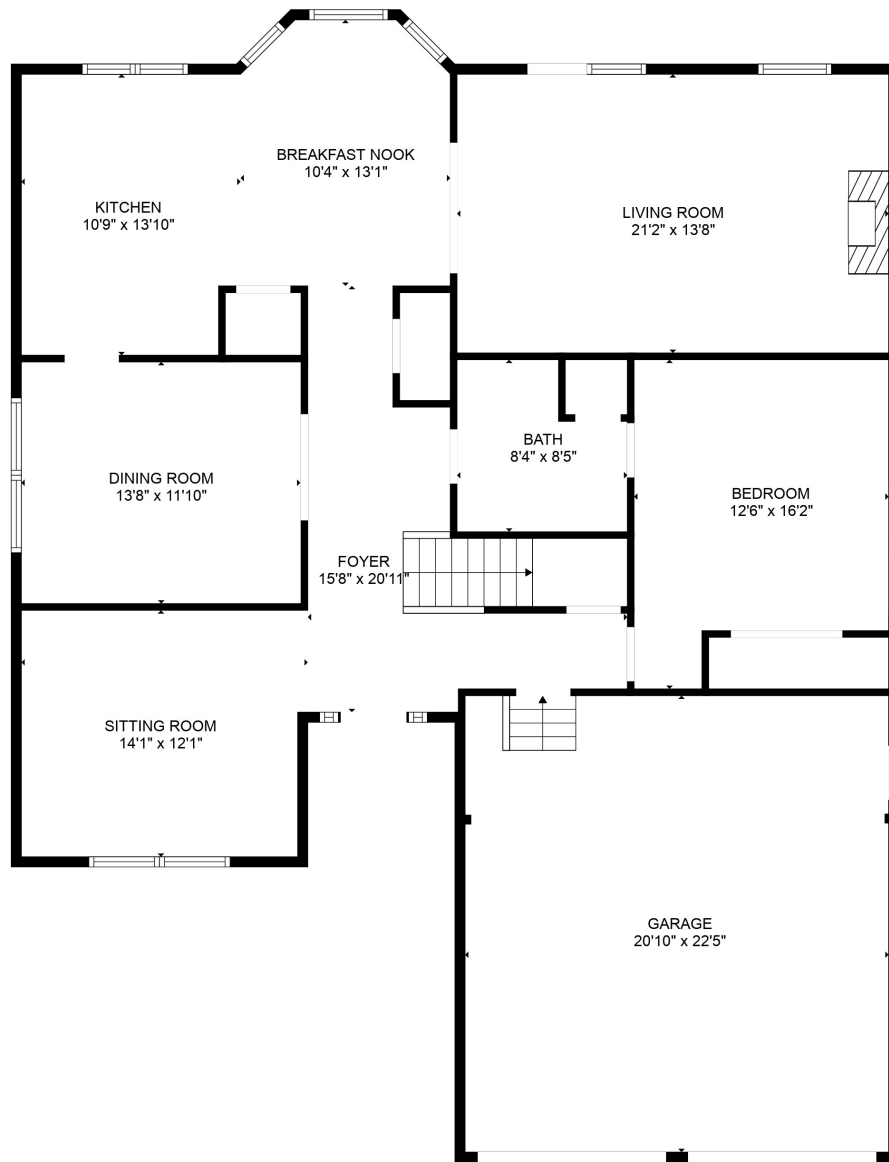 BREAKFAST NOOK
10'4" x 13'1"
KITCHEN
10'9" x 13'10"
LIVING ROOM
21'2" x 13'8"
BATH
8'4" x 8'5"
DINING ROOM
13'8" x 11'10"
BEDROOM
12'6" x 16'2"
FOYER
15'8" x 20'11"
SITTING ROOM
14'1" x 12'1"
GARAGE
20'10" x 22'5"